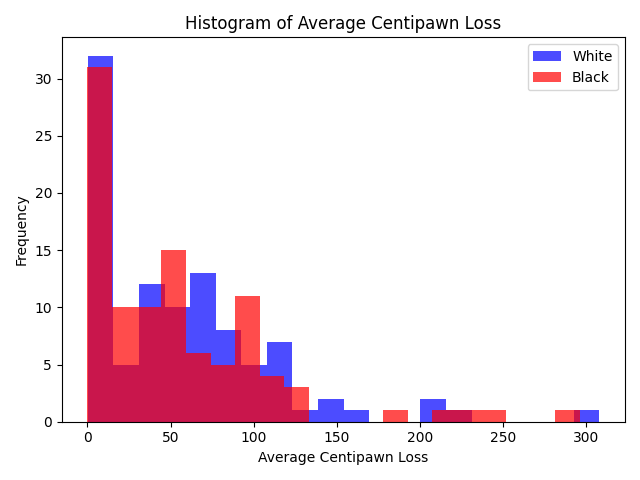 Histogram of Average Centipawn Loss
White
Black
Frequency
30
25
20
15
10
5
0
0 50 100 150 200 250 300
Average Centipawn Loss